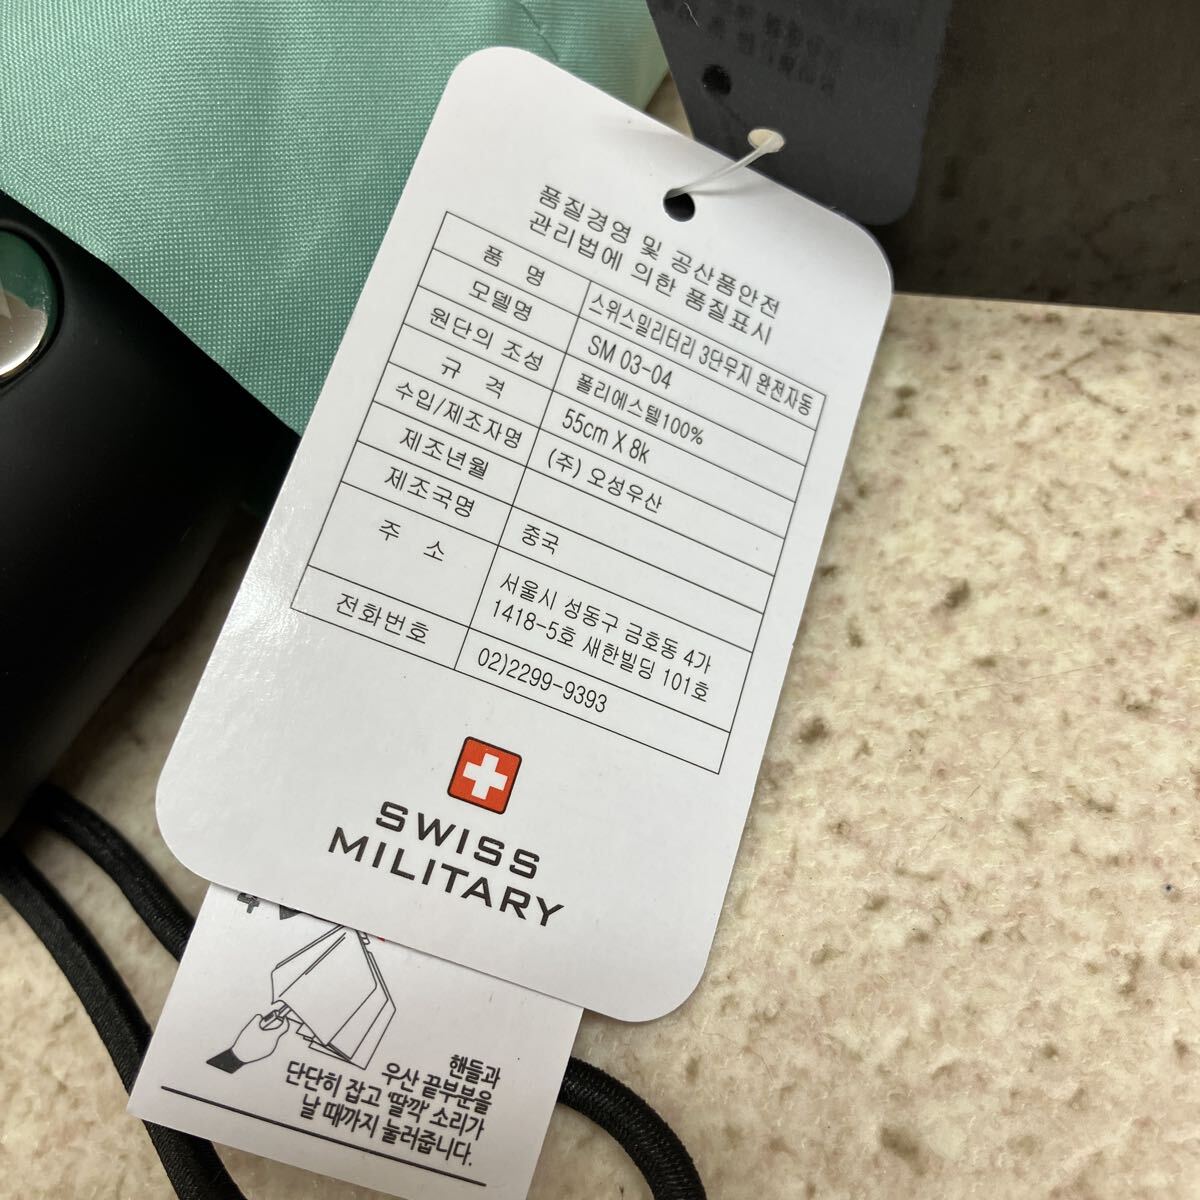 품질경영 및 공산품안전
관리법에 의한 품질표시
품 명 스위스밀리터리 3단무지 완전자동
모델명 SM 03-04
원단의 조성 폴리에스텔100%
규 격 55cm X 8k
수입/제조자명 (주) 오성우산
제조년월
제조국명 중국
주 소 서울시 성동구 금호동 4가
1418-5호 새한빌딩 101호
전화번호 02)2299-9393
SWISS
MILITARY
핸들과
우산 끝부분을
단단히 잡고 '딸깍' 소리가
날 때까지 눌러줍니다.